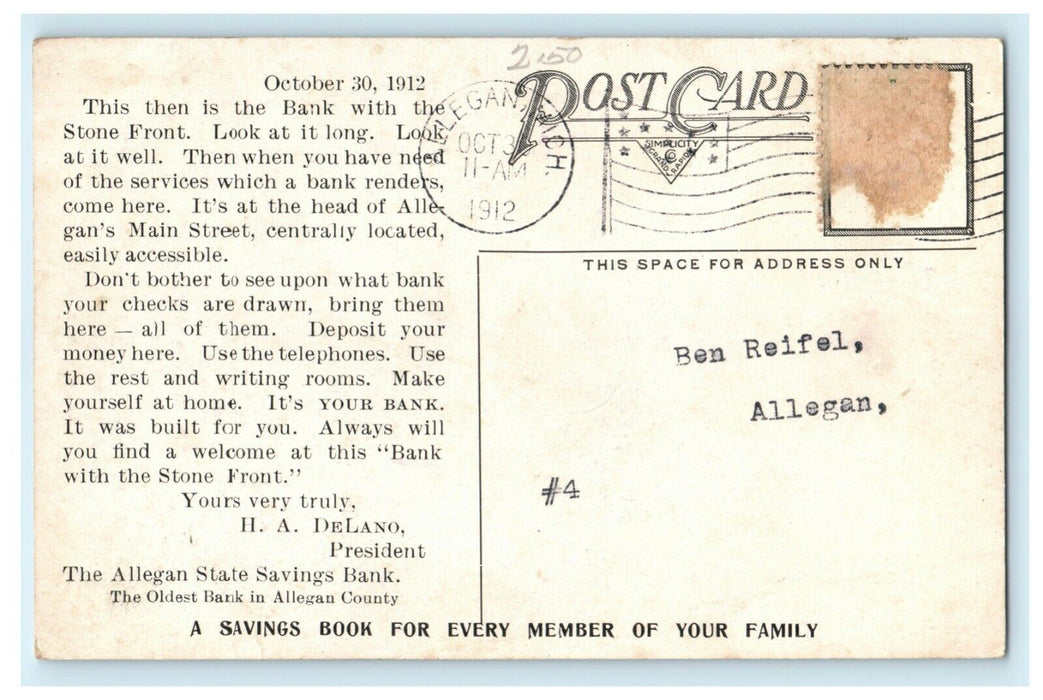 2.50
October 30, 1912
This then is the Bank with the
Stone Front. Look at it long. Look
at it well. Then when you have need
of the services which a bank renders,
come here. It's at the head of Alle-
gan's Main Street, centrally located,
easily accessible.
Don't bother to see upon what bank
your checks are drawn, bring them
here — all of them. Deposit your
money here. Use the telephones. Use
the rest and writing rooms. Make
yourself at home. It's YOUR BANK.
It was built for you. Always will
you find a welcome at this "Bank
with the Stone Front."
Yours very truly,
H. A. DELANO,
President
The Allegan State Savings Bank.
The Oldest Bank in Allegan County
A SAVINGS BOOK FOR EVERY MEMBER OF YOUR FAMILY
POST CARD
ALLEGAN, MICH.
OCT 3
11-AM
1912
SIMPLICITY
GRAND RAPIDS
THIS SPACE FOR ADDRESS ONLY
Ben Reifel,
Allegan,
#4